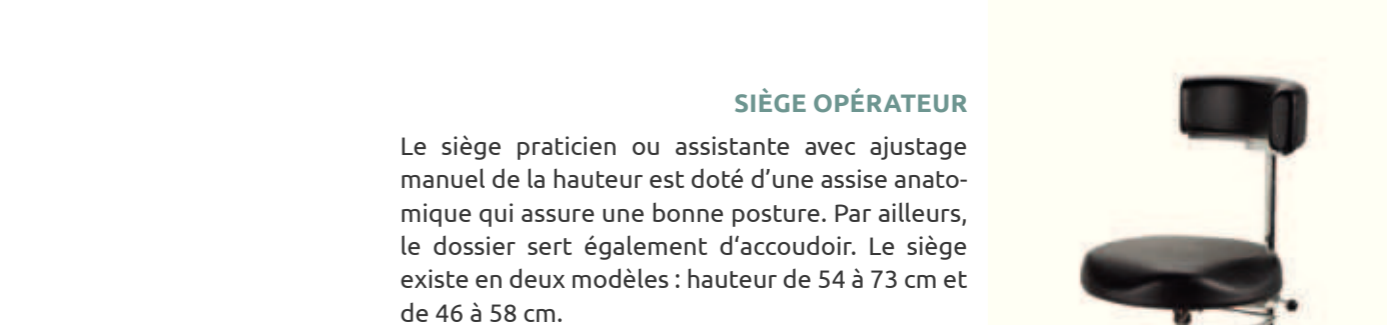 SIÈGE OPÉRATEUR
Le siège praticien ou assistante avec ajustage
manuel de la hauteur est doté d’une assise anato-
mique qui assure une bonne posture. Par ailleurs,
le dossier sert également d‘accoudoir. Le siège
existe en deux modèles : hauteur de 54 à 73 cm et
de 46 à 58 cm.